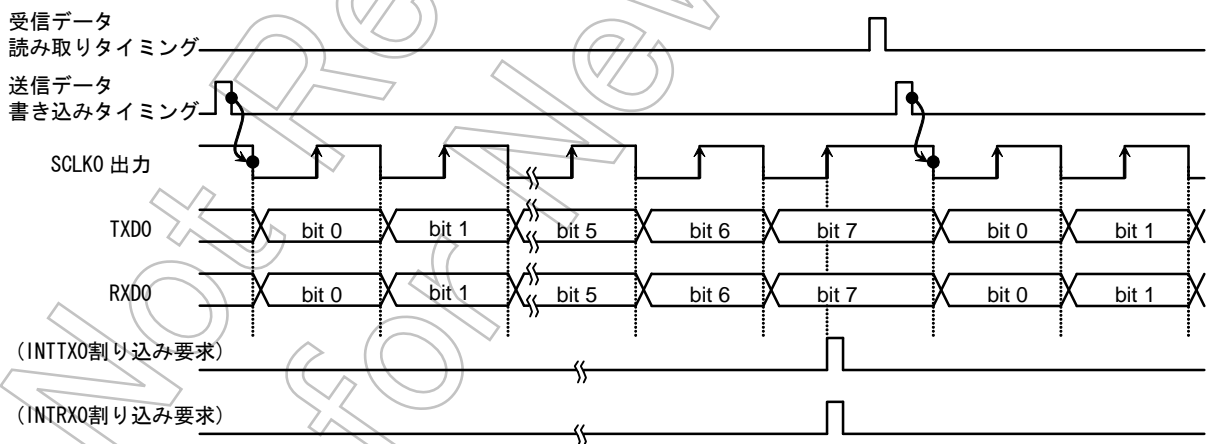 受信データ
読み取りタイミング
送信データ
書き込みタイミング
SCLK0 出力
TXD0 bit 0 bit 1 bit 5 bit 6 bit 7 bit 0 bit 1
RXD0 bit 0 bit 1 bit 5 bit 6 bit 7 bit 0 bit 1
(INTTX0割り込み要求)
(INTRX0割り込み要求)
Not Re
for New